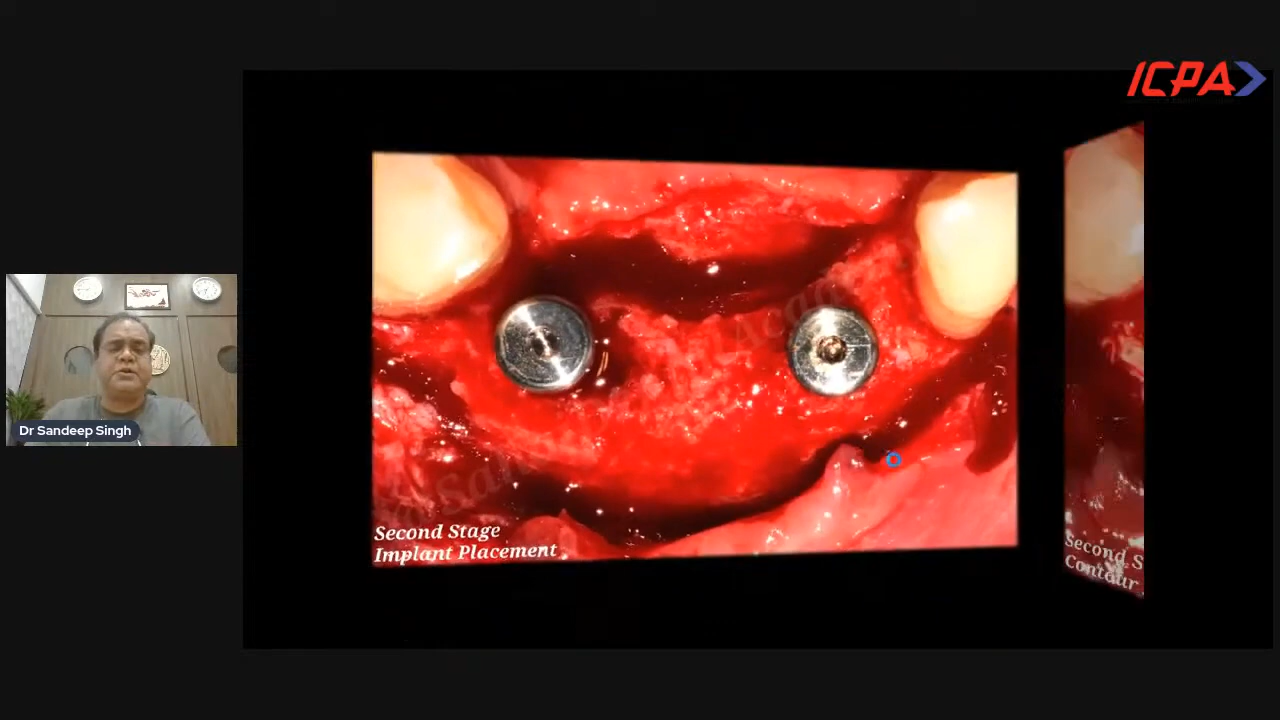 ICPA
Dr Sandeep Singh
Second Stage
Implant Placement
Second S
Contour